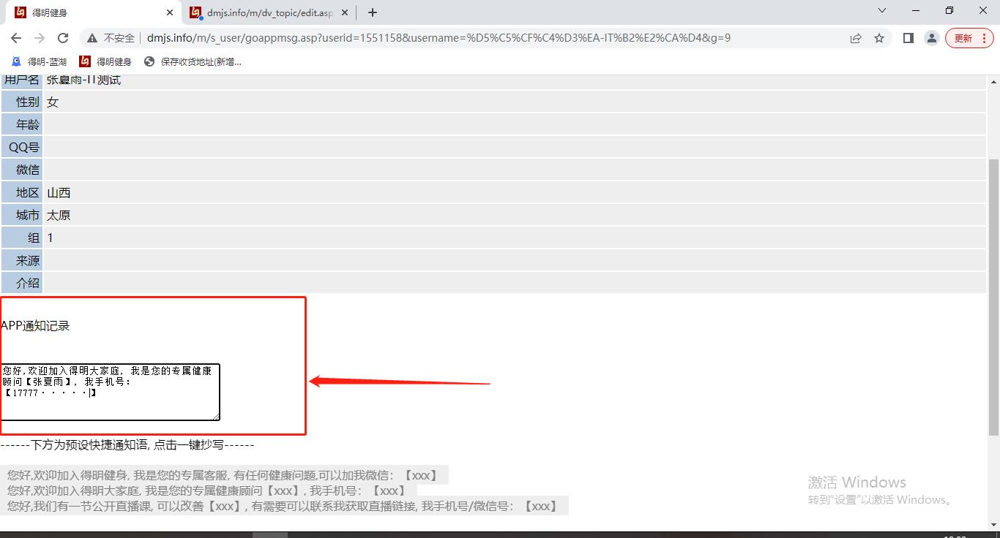 得明健身
dmjs.info/m/dv_topic/edit.asp
不安全
dmjs.info/m/s_user/goappmsg.asp?userid=1551158&username=%D5%C5%CF%C4%D3%EA-IT%B2%E2%CA%D4&g=9
更新
得明-蓝湖
得明健身
保存收货地址(新增...
用户名 张夏雨-IT测试
性别 女
年龄
QQ号
微信
地区 山西
城市 太原
组 1
来源
介绍
APP通知记录
您好,欢迎加入得明大家庭, 我是您的专属健康
顾问【张夏雨】, 我手机号:
【17777·····】
------下方为预设快捷通知语, 点击一键抄写------
您好,欢迎加入得明健身, 我是您的专属客服, 有任何健康问题,可以加我微信: 【xxx】
您好,欢迎加入得明大家庭, 我是您的专属健康顾问【xxx】, 我手机号: 【xxx】
您好,我们有一节公开直播课, 可以改善【xxx】, 有需要可以联系我获取直播链接, 我手机号/微信号: 【xxx】
激活 Windows
转到"设置"以激活 Windows。